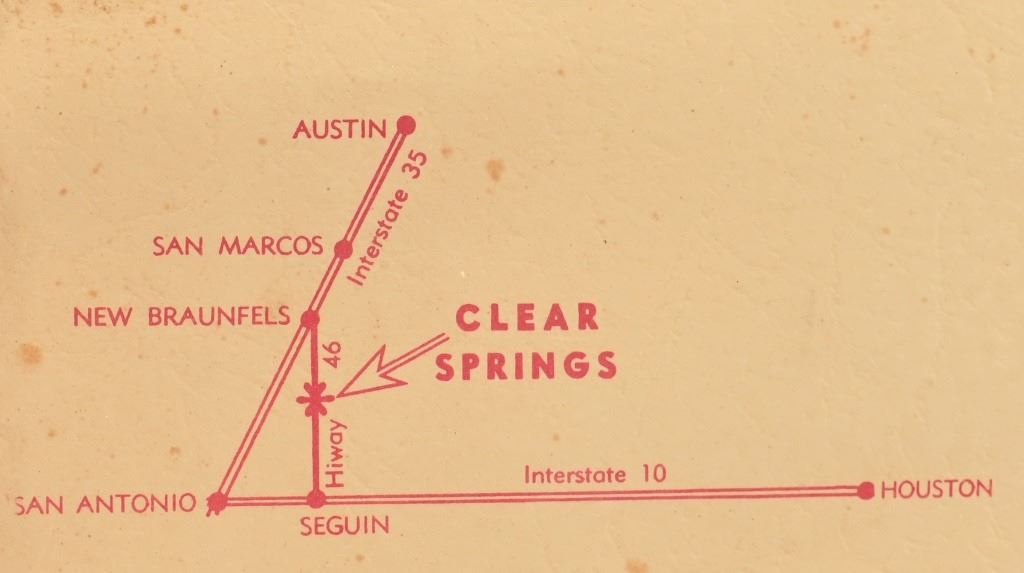 AUSTIN
Interstate 35
SAN MARCOS
NEW BRAUNFELS
CLEAR
SPRINGS
Hiway 46
Interstate 10
SAN ANTONIO
HOUSTON
SEGUIN